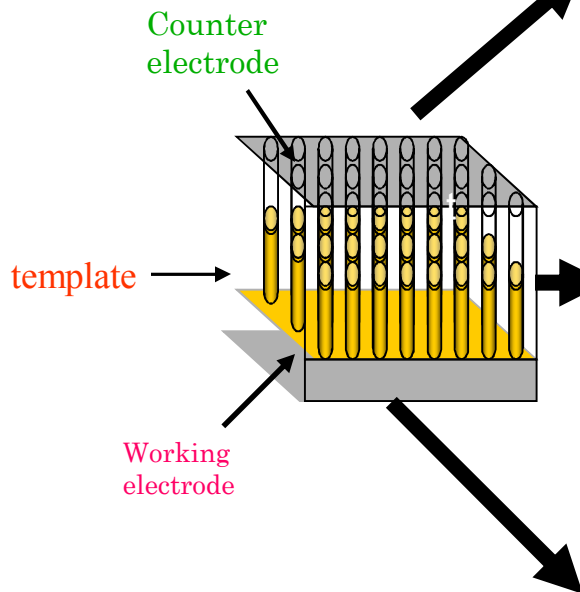 Counter
electrode
t
template
Working
electrode